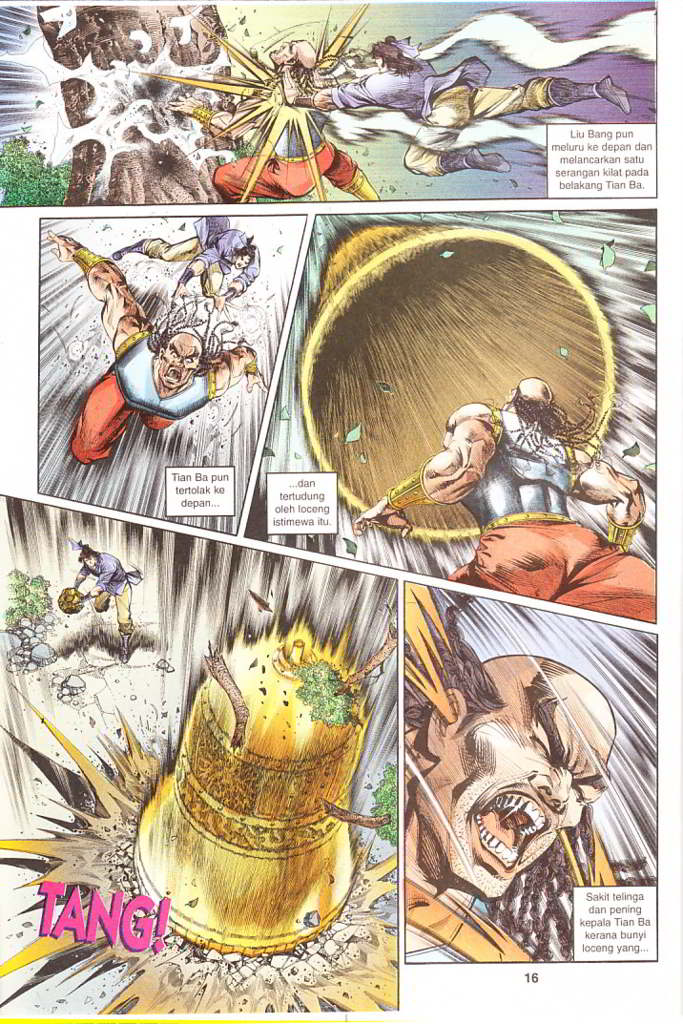 Liu Bang pun
meluru ke depan dan
melancarkan satu
serangan kilat pada
belakang Tian Ba.
Tian Ba pun
tertolak ke
depan...
...dan
tertudung
oleh loceng
istimewa itu.
TANG!
Sakit telinga
dan pening
kepala Tian Ba
kerana bunyi
loceng yang...
16